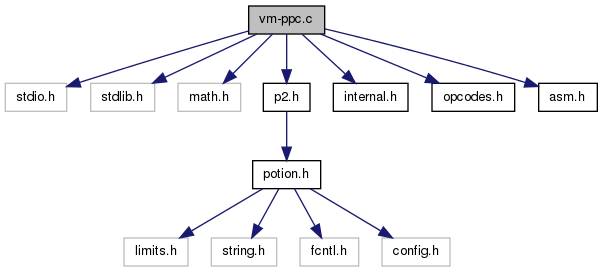 vm-ppc.c
stdio.h stdlib.h math.h p2.h internal.h opcodes.h asm.h
potion.h
limits.h string.h fcntl.h config.h